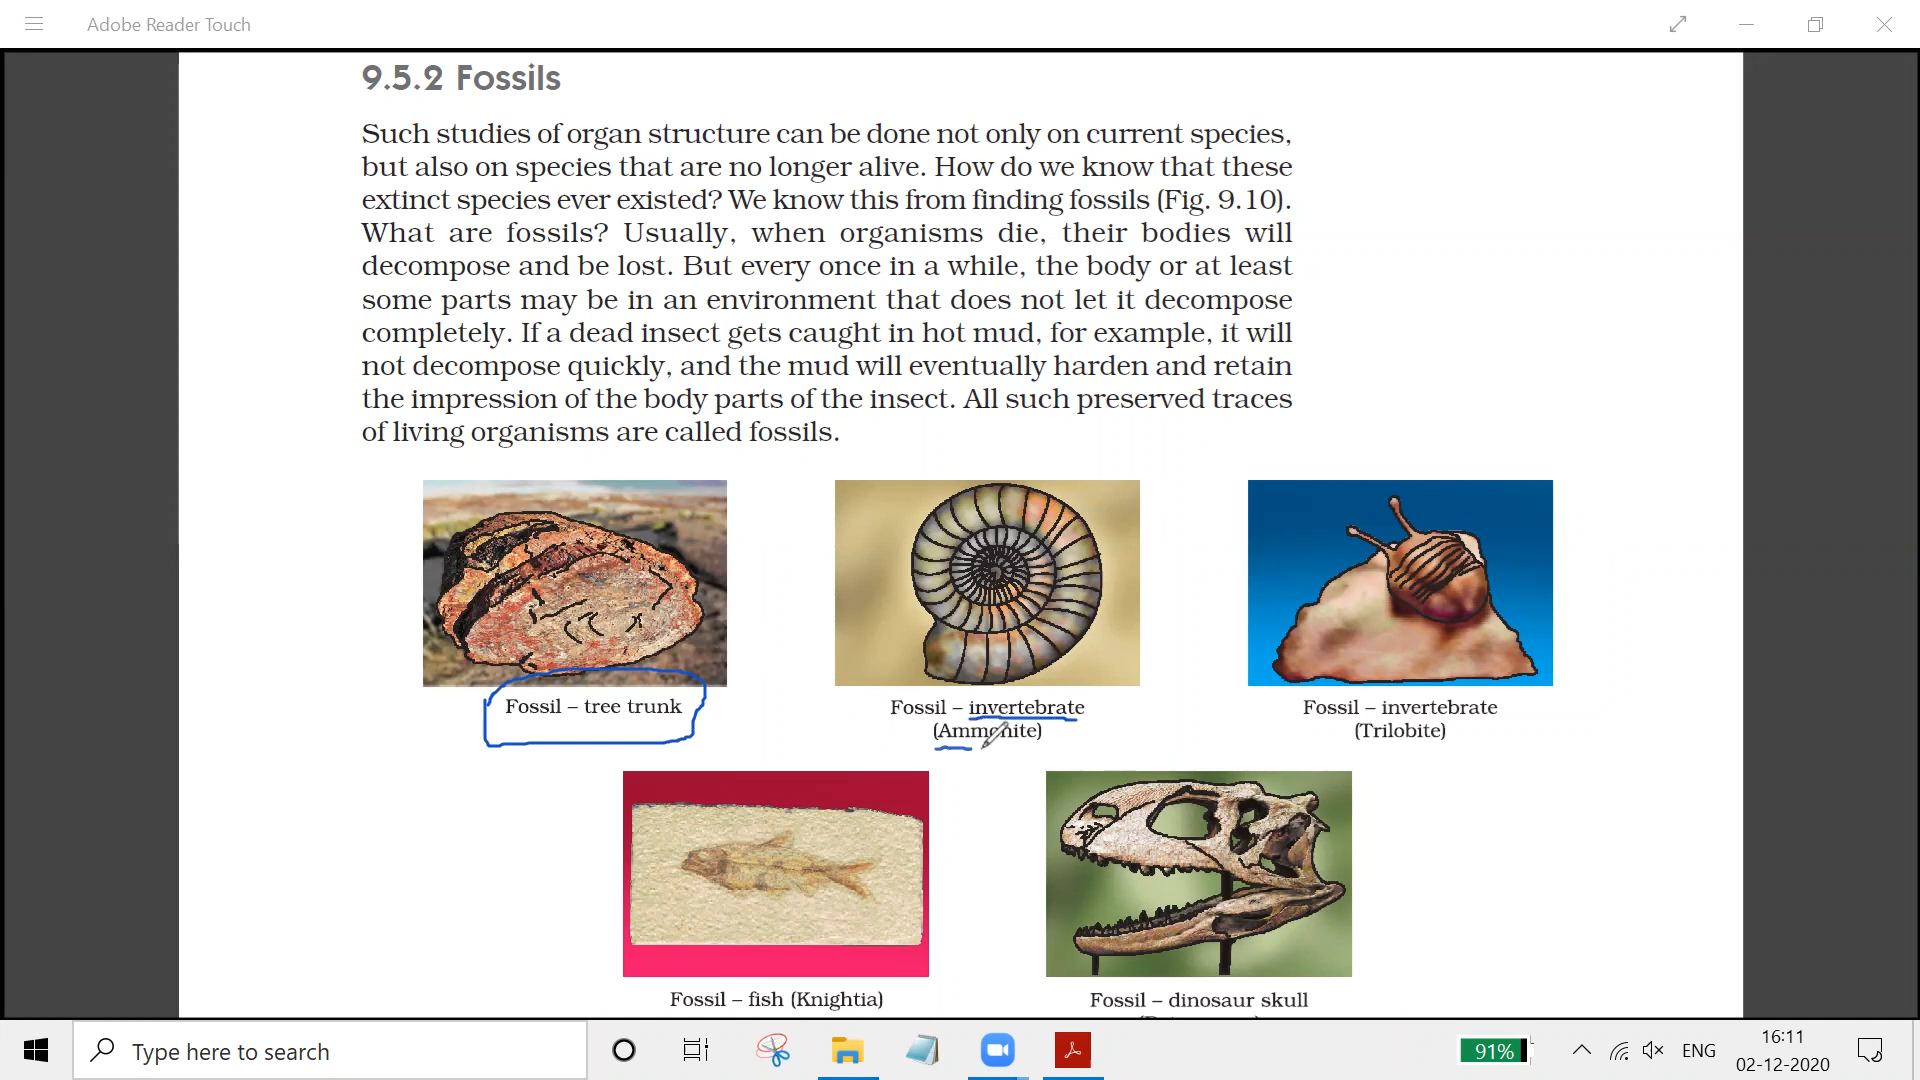 Adobe Reader Touch
9.5.2 Fossils
Such studies of organ structure can be done not only on current species,
but also on species that are no longer alive. How do we know that these
extinct species ever existed? We know this from finding fossils (Fig. 9.10).
What are fossils? Usually, when organisms die, their bodies will
decompose and be lost. But every once in a while, the body or at least
some parts may be in an environment that does not let it decompose
completely. If a dead insect gets caught in hot mud, for example, it will
not decompose quickly, and the mud will eventually harden and retain
the impression of the body parts of the insect. All such preserved traces
of living organisms are called fossils.
Fossil – tree trunk
Fossil – invertebrate
(Ammonite)
Fossil – invertebrate
(Trilobite)
Fossil – fish (Knightia)
Fossil – dinosaur skull
Type here to search
91%
ENG
16:11
02-12-2020